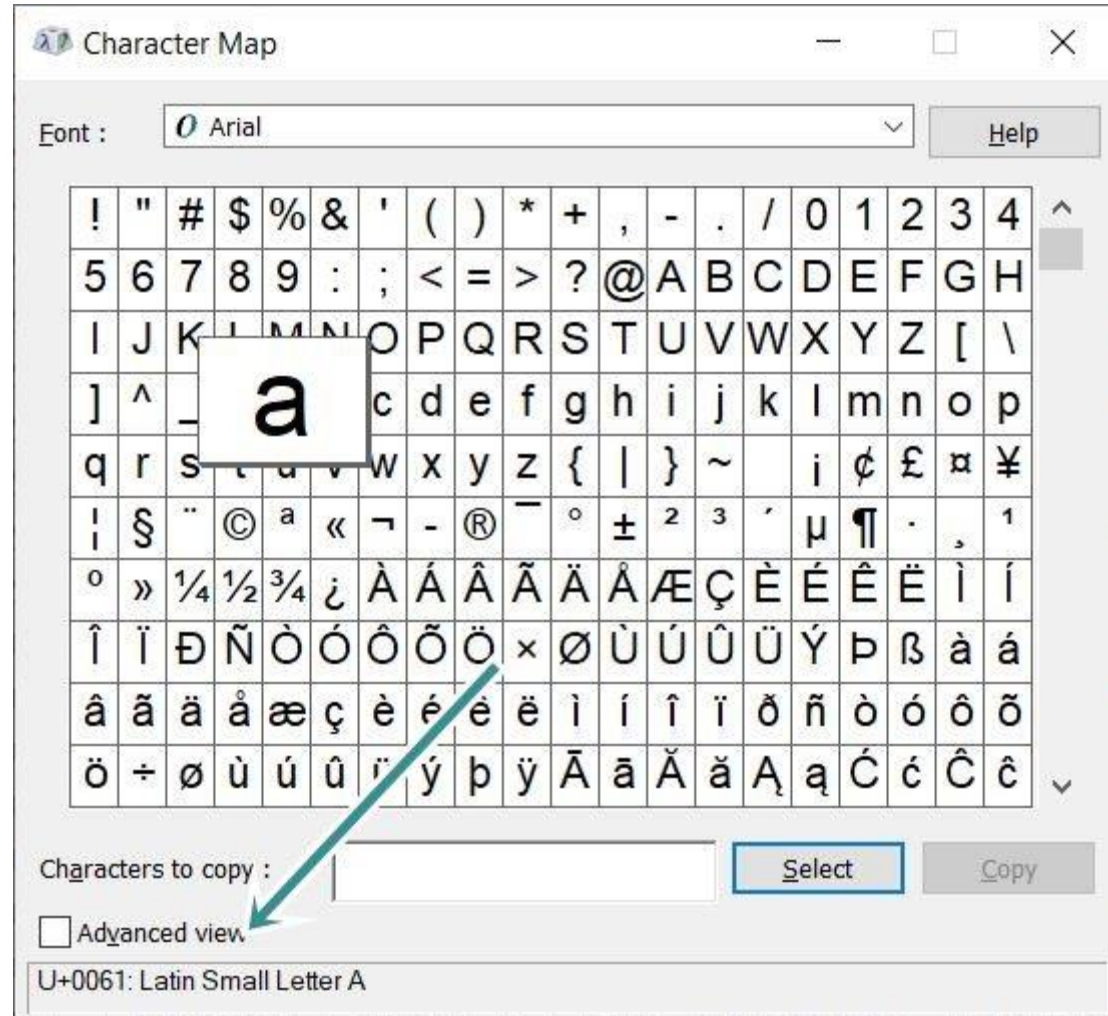 Character Map
Font : O Arial Help
! " # $ % & ' ( ) * + , - . / 0 1 2 3 4
5 6 7 8 9 : ; < = > ? @ A B C D E F G H
I J K L M N O P Q R S T U V W X Y Z [ \
] ^ _ a c d e f g h i j k l m n o p
q r s t u v w x y z { | } ~ ¡ ¢ £ ¤ ¥
¦ § ¨ © ª « ¬ - ® ¯ ° ± ² ³ ´ µ ¶ · ¸ ¹
º » ¼ ½ ¾ ¿ À Á Â Ã Ä Å Æ Ç È É Ê Ë Ì Í
Î Ï Ð Ñ Ò Ó Ô Õ Ö × Ø Ù Ú Û Ü Ý Þ ß à á
â ã ä å æ ç è é ê ë ì í î ï ð ñ ò ó ô õ
ö ÷ ø ù ú û ü ý þ ÿ Ā ā Ă ă Ą ą Ć ć Ĉ ĉ
Characters to copy : Select Copy
Advanced view
U+0061: Latin Small Letter A